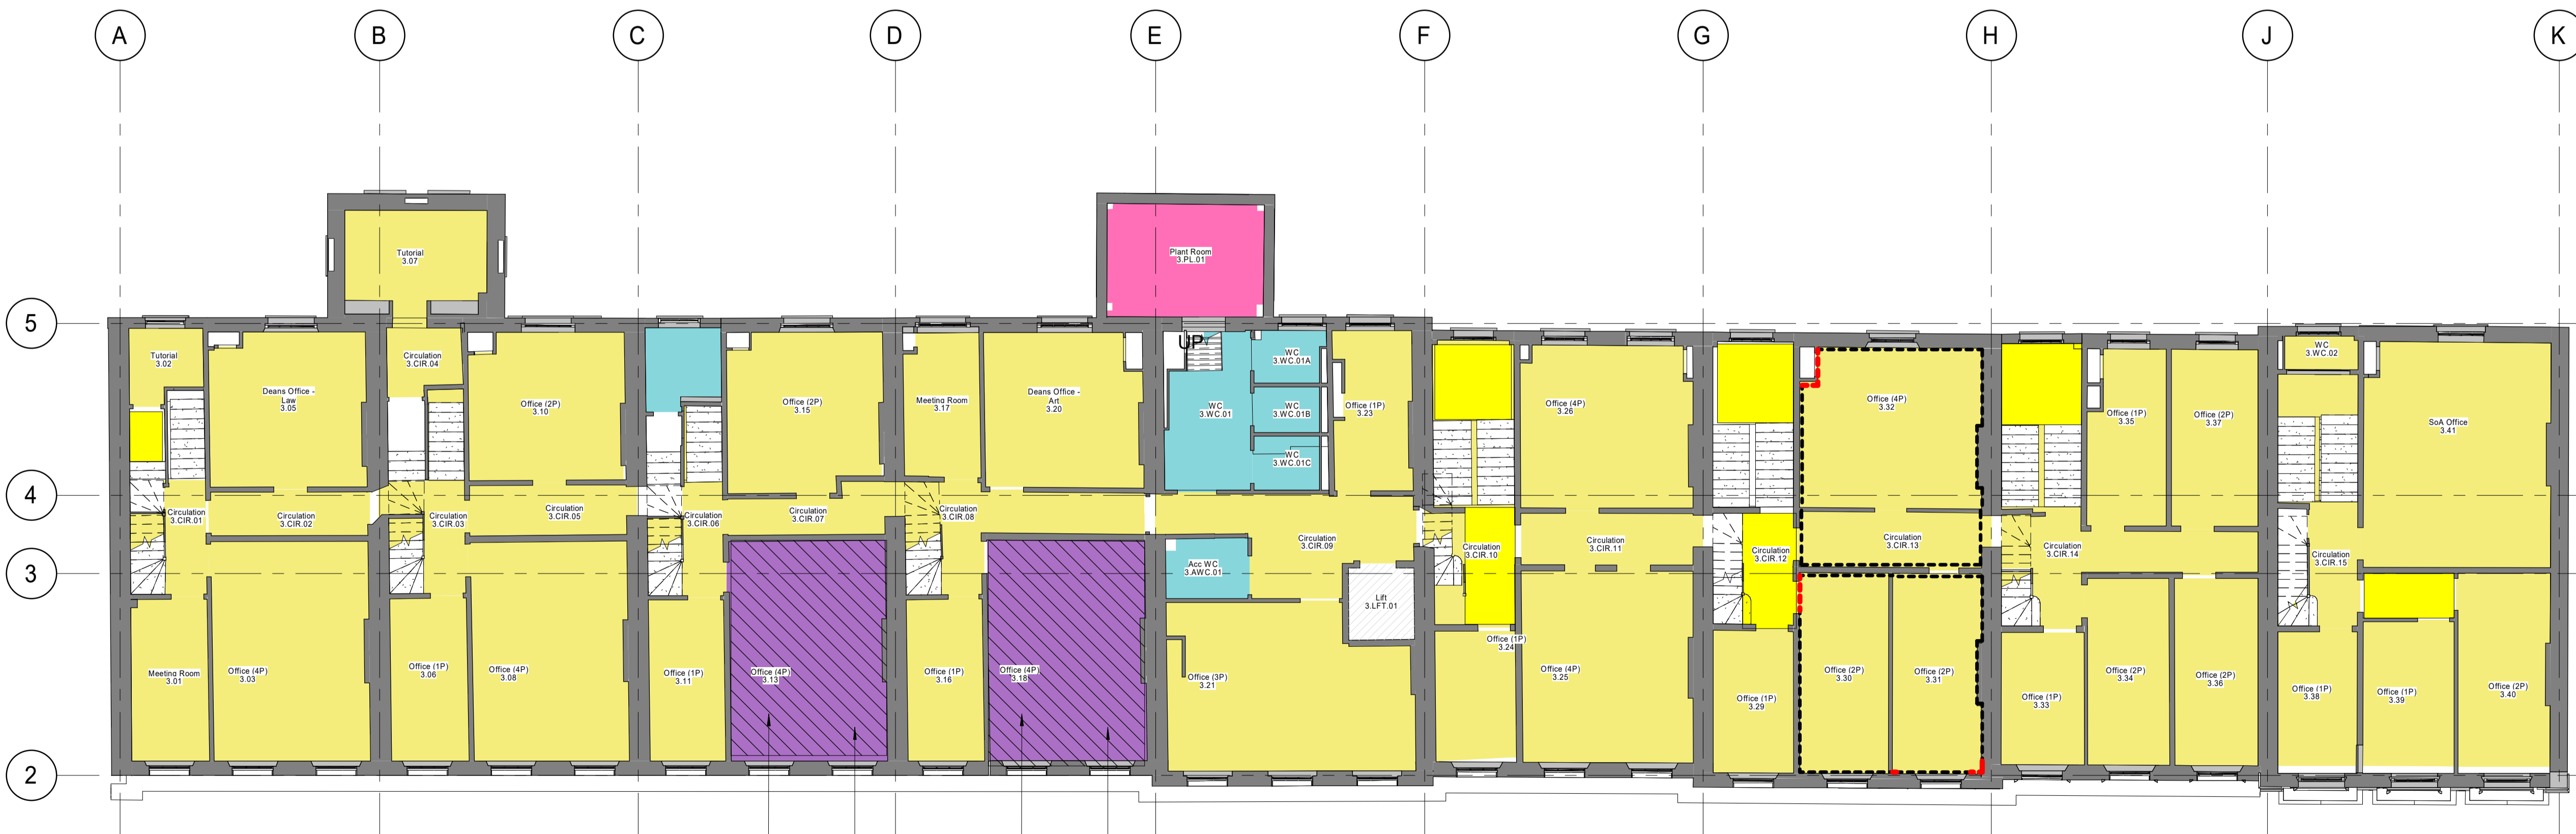 A
B
C
D
E
F
G
H
J
K
5
4
3
2
Tutorial
3.07
Plant Room
3.PL.01
Tutorial
3.02
Deans Office -
Law
3.05
Circulation
3.CIR.04
Office (2P)
3.10
Office (2P)
3.15
Meeting Room
3.17
Deans Office -
Art
3.20
UP
WC
3.WC.01
WC
3.WC.01A
WC
3.WC.01B
WC
3.WC.01C
Office (1P)
3.23
Office (4P)
3.26
Office (4P)
3.32
Office (1P)
3.35
Office (2P)
3.37
WC
3.WC.02
SoA Office
3.41
Circulation
3.CIR.01
Circulation
3.CIR.02
Circulation
3.CIR.03
Circulation
3.CIR.05
Circulation
3.CIR.06
Circulation
3.CIR.07
Circulation
3.CIR.08
Circulation
3.CIR.09
Circulation
3.CIR.10
Circulation
3.CIR.11
Circulation
3.CIR.12
Circulation
3.CIR.13
Circulation
3.CIR.14
Circulation
3.CIR.15
Acc WC
3.AWC.01
Lift
3.LFT.01
Meeting Room
3.01
Office (4P)
3.03
Office (1P)
3.06
Office (4P)
3.08
Office (1P)
3.11
Office (4P)
3.13
Office (1P)
3.16
Office (4P)
3.18
Office (3P)
3.21
Office (1P)
3.24
Office (4P)
3.25
Office (1P)
3.29
Office (2P)
3.30
Office (2P)
3.31
Office (1P)
3.33
Office (2P)
3.34
Office (2P)
3.36
Office (1P)
3.38
Office (1P)
3.39
Office (2P)
3.40